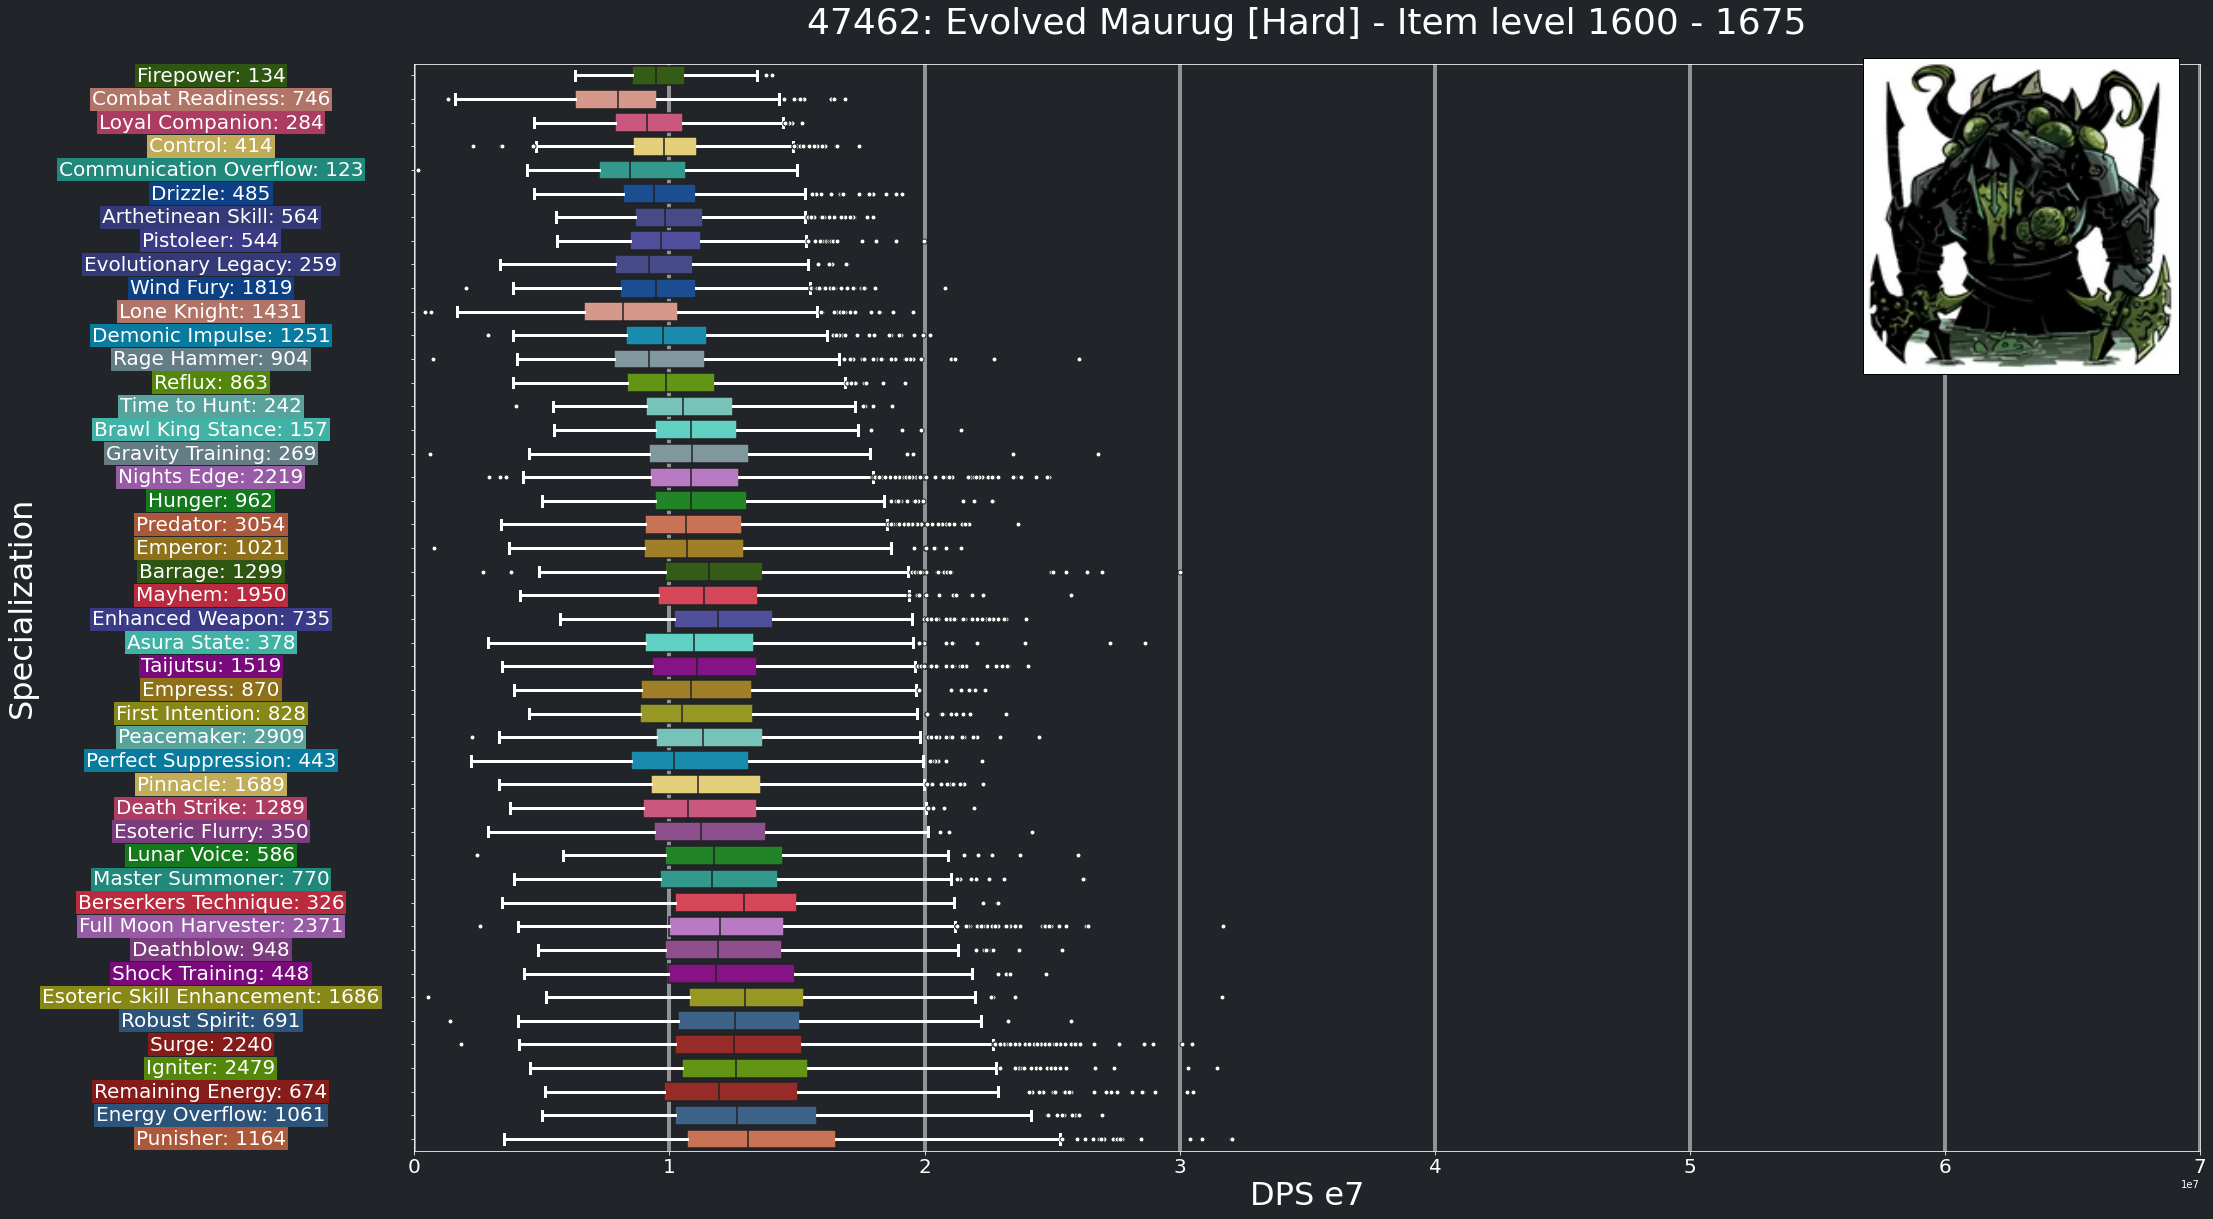 47462: Evolved Maurug [Hard] - Item level 1600 - 1675
Specialization
Firepower: 134
Combat Readiness: 746
Loyal Companion: 284
Control: 414
Communication Overflow: 123
Drizzle: 485
Arthetinean Skill: 564
Pistoleer: 544
Evolutionary Legacy: 259
Wind Fury: 1819
Lone Knight: 1431
Demonic Impulse: 1251
Rage Hammer: 904
Reflux: 863
Time to Hunt: 242
Brawl King Stance: 157
Gravity Training: 269
Nights Edge: 2219
Hunger: 962
Predator: 3054
Emperor: 1021
Barrage: 1299
Mayhem: 1950
Enhanced Weapon: 735
Asura State: 378
Taijutsu: 1519
Empress: 870
First Intention: 828
Peacemaker: 2909
Perfect Suppression: 443
Pinnacle: 1689
Death Strike: 1289
Esoteric Flurry: 350
Lunar Voice: 586
Master Summoner: 770
Berserkers Technique: 326
Full Moon Harvester: 2371
Deathblow: 948
Shock Training: 448
Esoteric Skill Enhancement: 1686
Robust Spirit: 691
Surge: 2240
Igniter: 2479
Remaining Energy: 674
Energy Overflow: 1061
Punisher: 1164
0 1 2 3 4 5 6 7
1e7
DPS e7